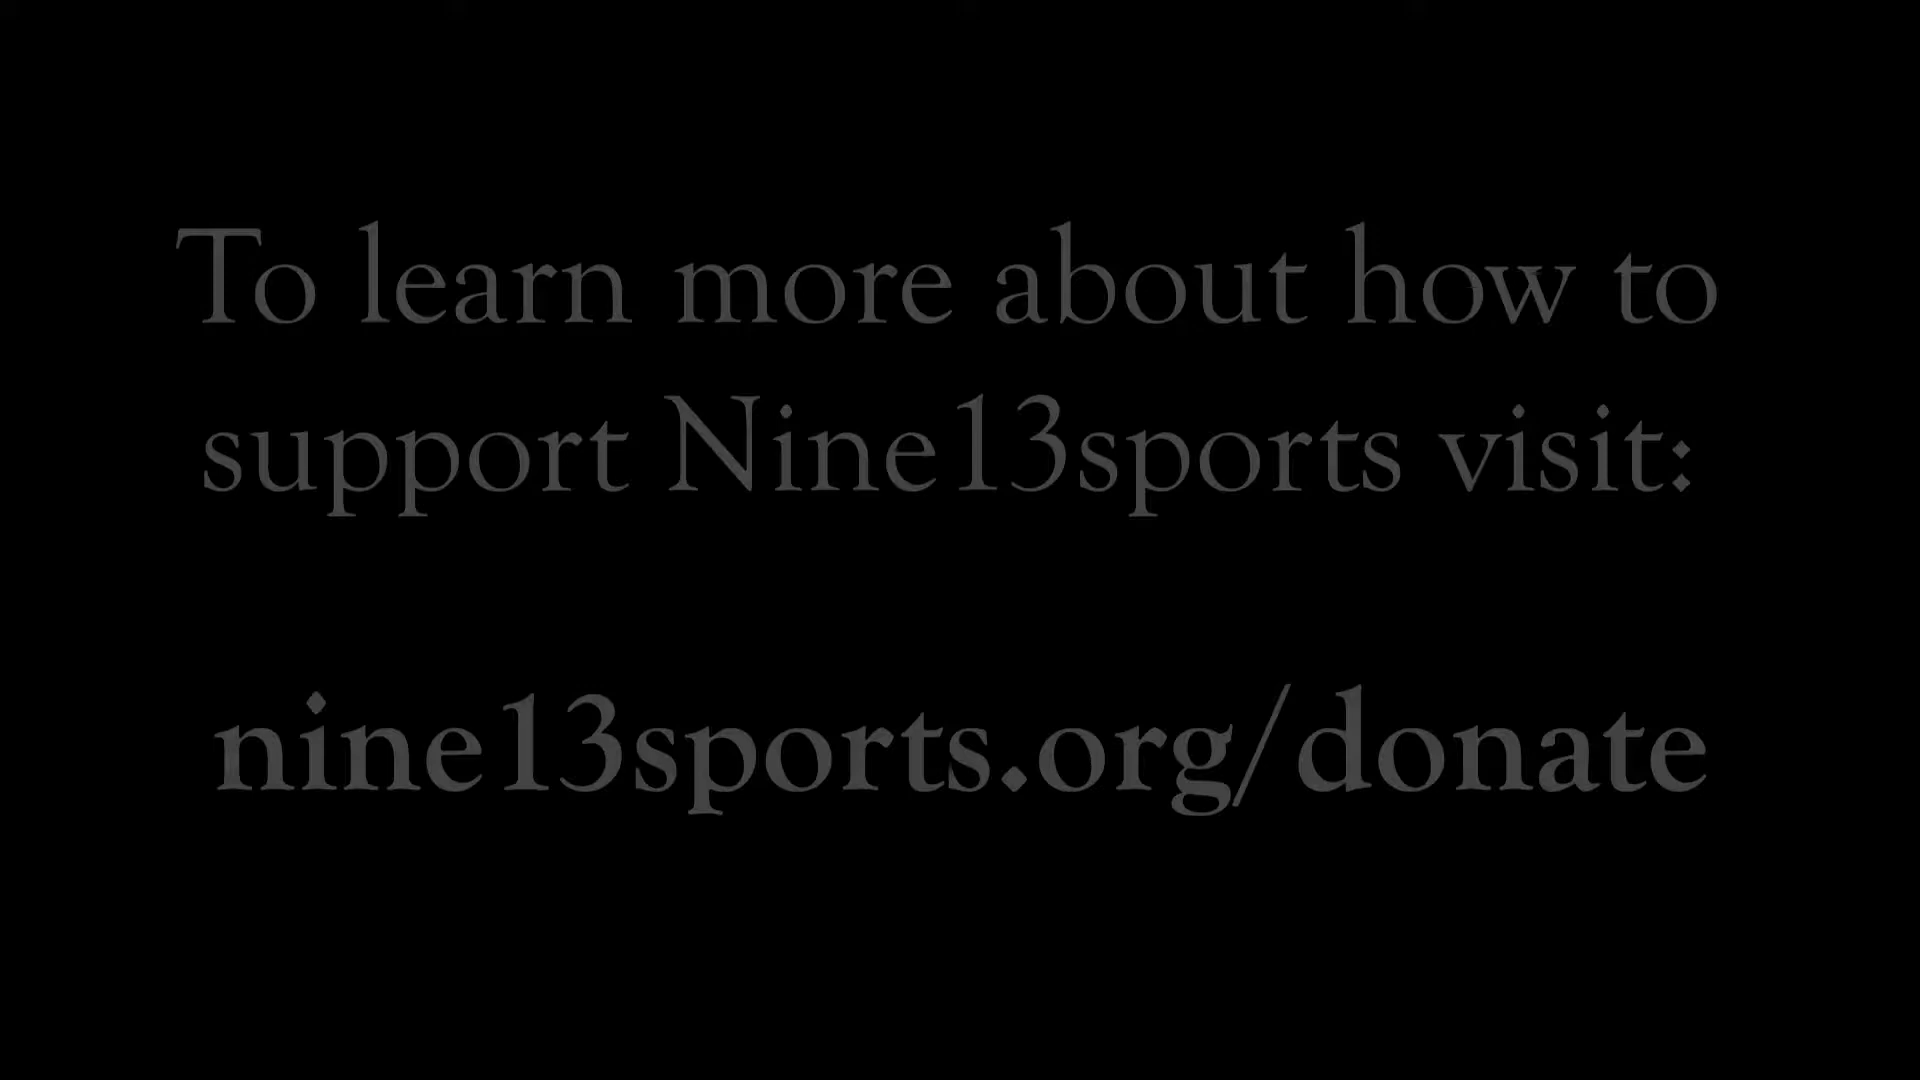 To learn more about how to
support Nine13sports visit:
nine13sports.org/donate